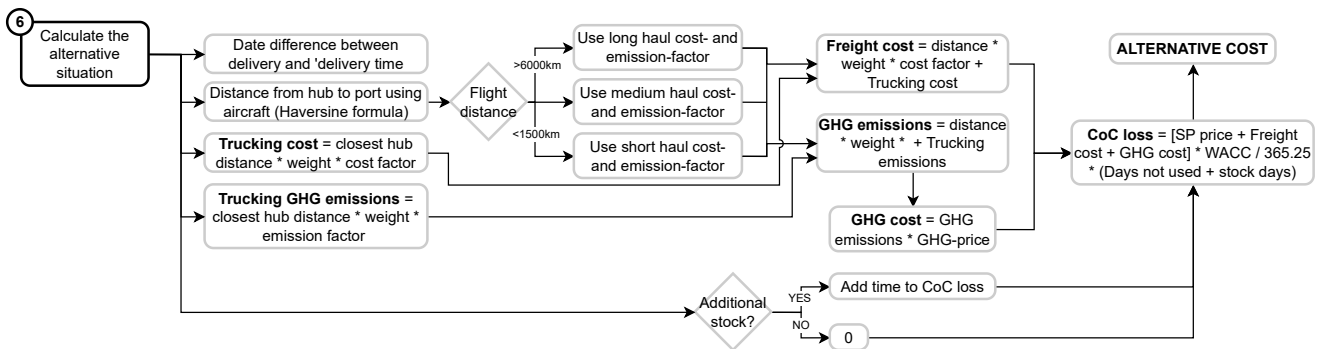 6
Calculate the
alternative
situation
Date difference between
delivery and 'delivery time
Distance from hub to port using
aircraft (Haversine formula)
Trucking cost = closest hub
distance * weight * cost factor
Trucking GHG emissions =
closest hub distance * weight *
emission factor
Flight
distance
>6000km
<1500km
Use long haul cost- and
emission-factor
Use medium haul cost-
and emission-factor
Use short haul cost-
and emission-factor
Freight cost = distance *
weight * cost factor +
Trucking cost
GHG emissions = distance
* weight * + Trucking
emissions
GHG cost = GHG
emissions * GHG-price
ALTERNATIVE COST
CoC loss = [SP price + Freight
cost + GHG cost] * WACC / 365.25
* (Days not used + stock days)
Additional
stock?
YES
NO
Add time to CoC loss
0